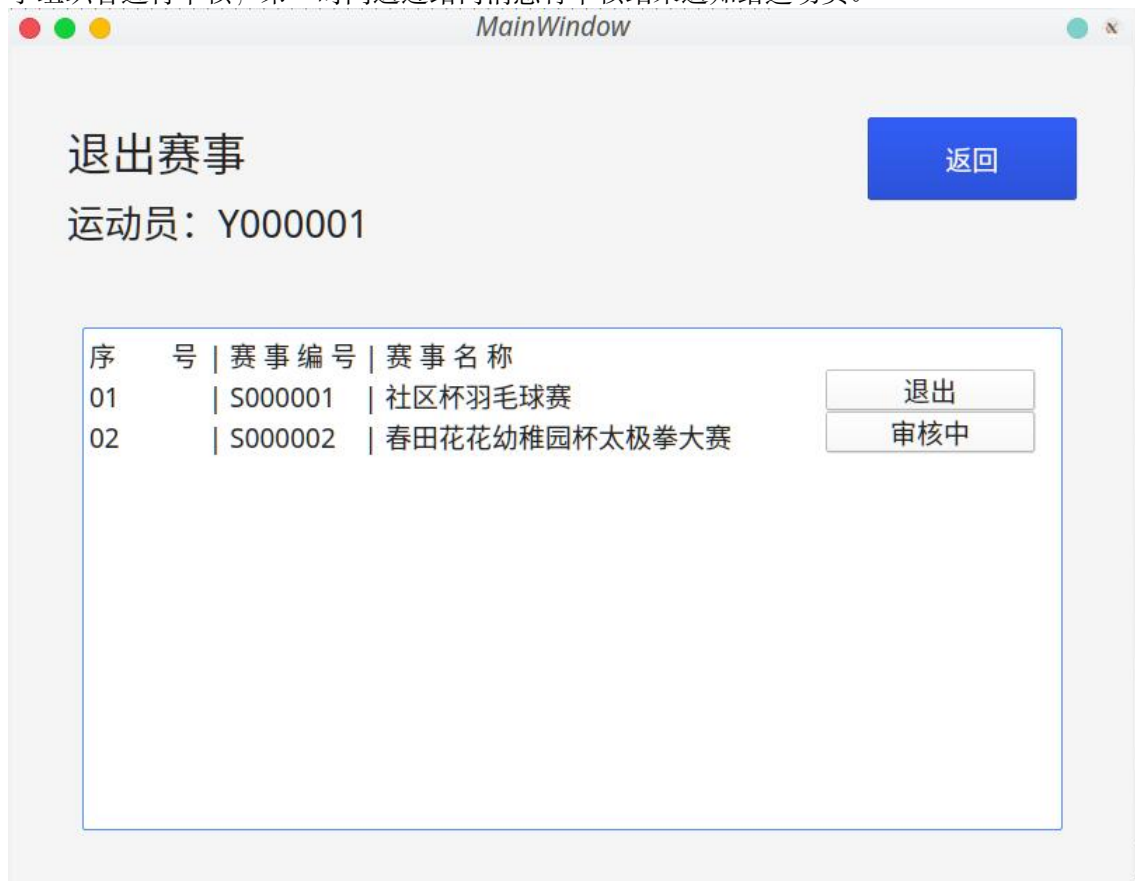 MainWindow
退出赛事
返回
运动员：Y000001
序 号 | 赛 事 编 号 | 赛 事 名 称
01 | S000001 | 社区杯羽毛球赛
退出
02 | S000002 | 春田花花幼稚园杯太极拳大赛
审核中